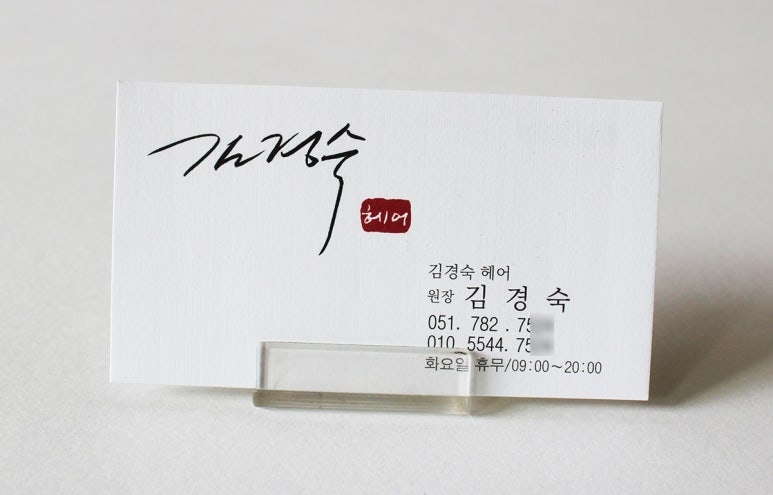 김경숙
헤어
김경숙 헤어
원장 김 경 숙
051. 782 . 75
010. 5544. 75
화요일 휴무/09:00~20:00